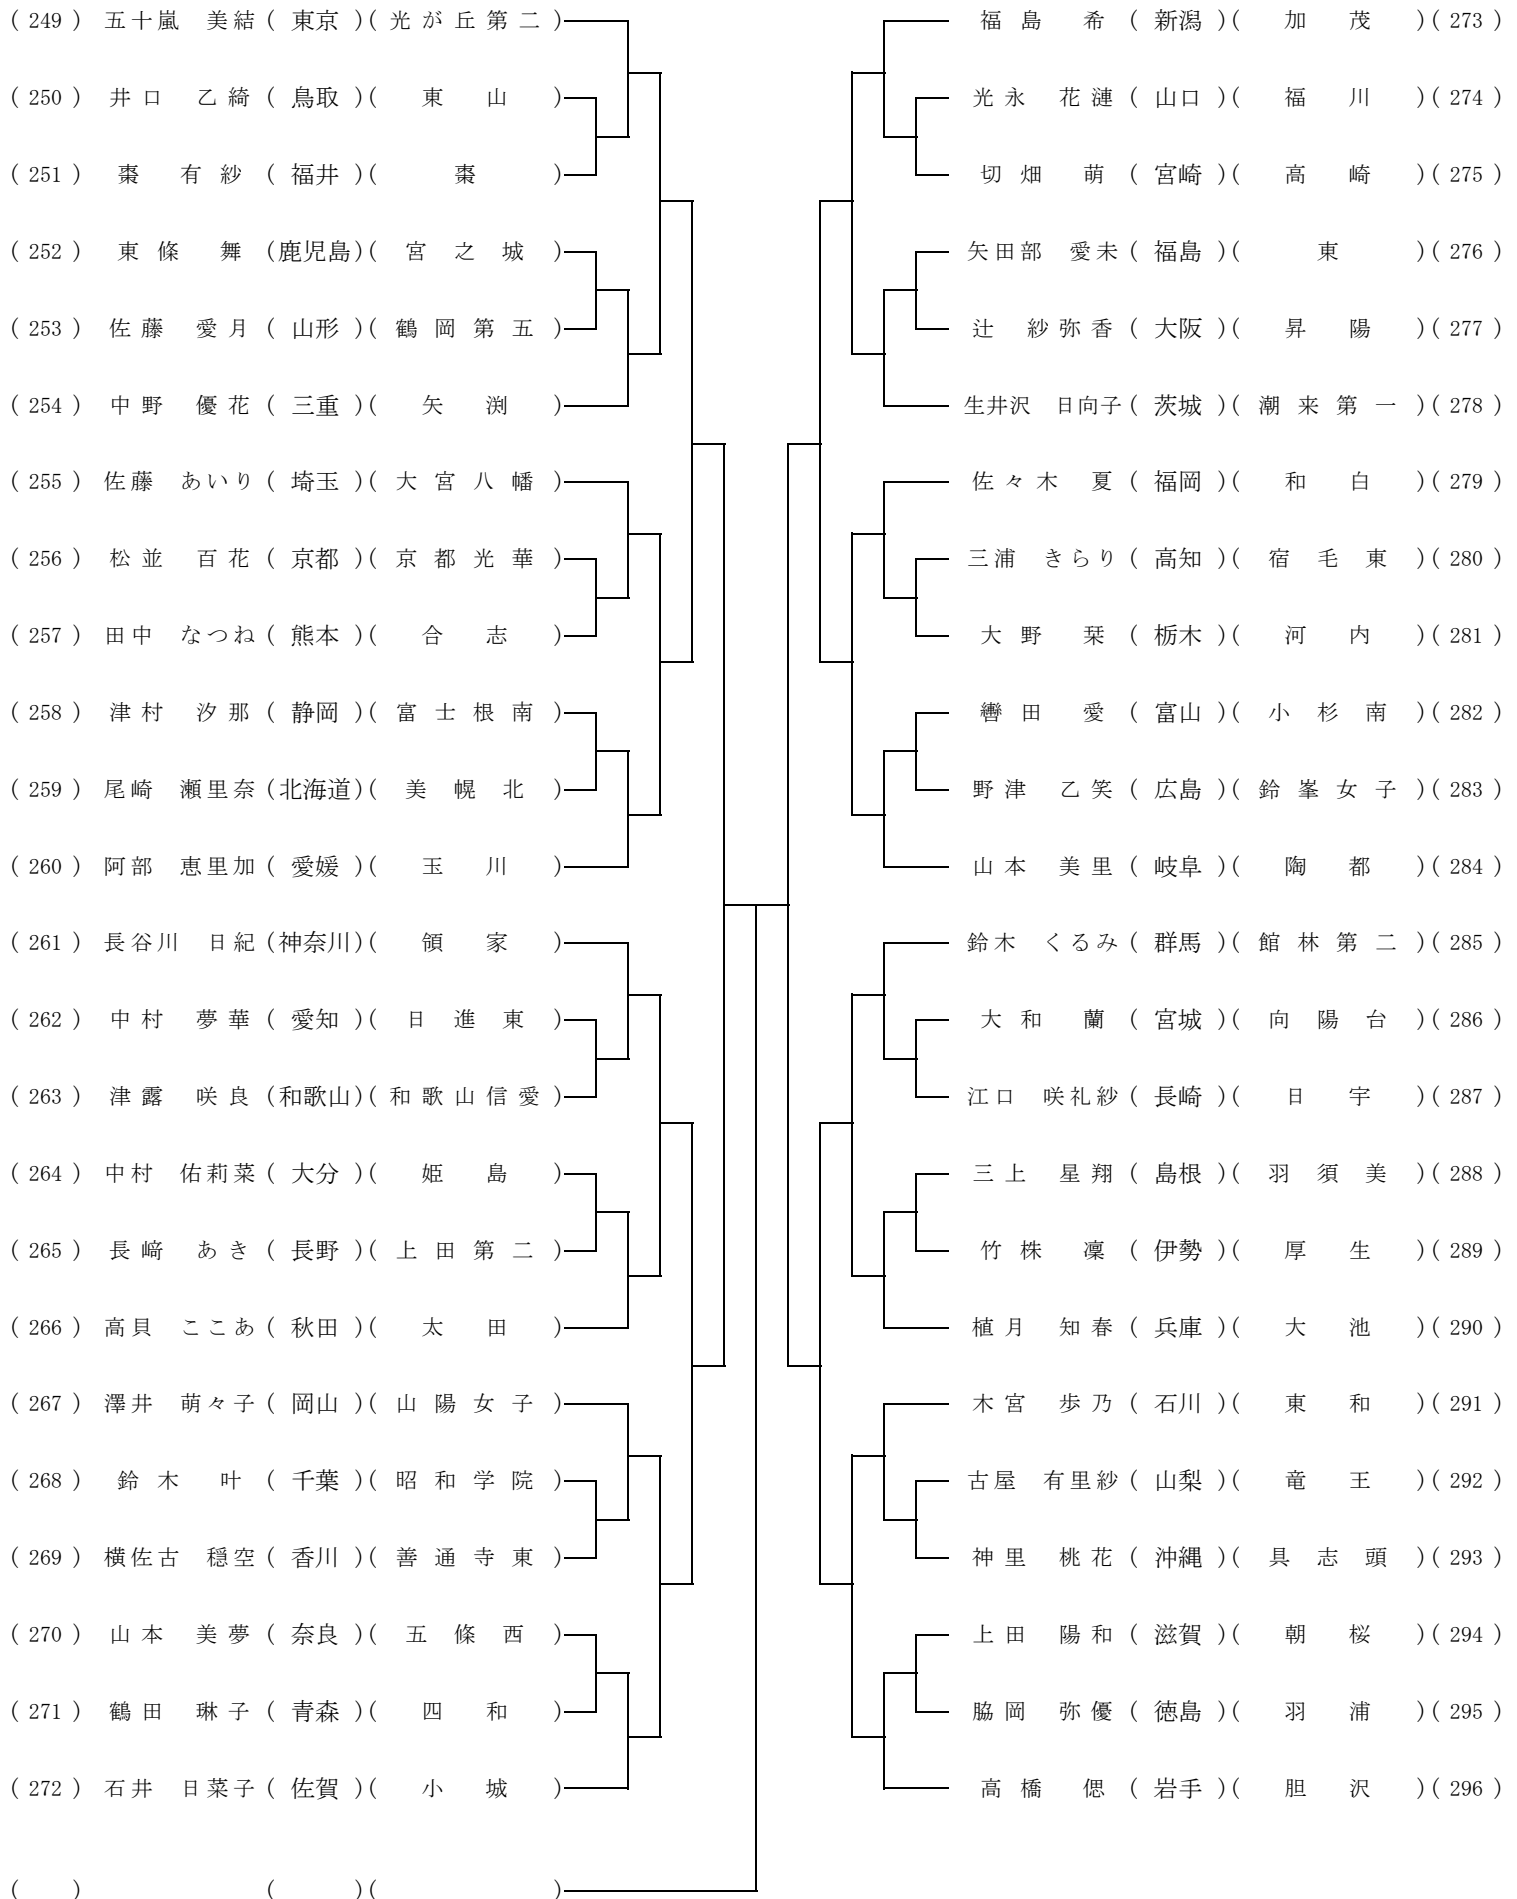 ( 249 ) 五十嵐 美結 ( 東京 )( 光が丘第二 )
( 250 ) 井口 乙綺 ( 鳥取 )( 東山 )
( 251 ) 棗 有紗 ( 福井 )( 棗 )
( 252 ) 東條 舞 (鹿児島)( 宮之城 )
( 253 ) 佐藤 愛月 ( 山形 )( 鶴岡第五 )
( 254 ) 中野 優花 ( 三重 )( 矢渕 )
( 255 ) 佐藤 あいり ( 埼玉 )( 大宮八幡 )
( 256 ) 松並 百花 ( 京都 )( 京都光華 )
( 257 ) 田中 なつね ( 熊本 )( 合志 )
( 258 ) 津村 汐那 ( 静岡 )( 富士根南 )
( 259 ) 尾崎 瀬里奈 (北海道)( 美幌北 )
( 260 ) 阿部 恵里加 ( 愛媛 )( 玉川 )
( 261 ) 長谷川 日紀 (神奈川)( 領家 )
( 262 ) 中村 夢華 ( 愛知 )( 日進東 )
( 263 ) 津露 咲良 (和歌山)( 和歌山信愛 )
( 264 ) 中村 佑莉菜 ( 大分 )( 姫島 )
( 265 ) 長﨑 あき ( 長野 )( 上田第二 )
( 266 ) 高貝 ここあ ( 秋田 )( 太田 )
( 267 ) 澤井 萌々子 ( 岡山 )( 山陽女子 )
( 268 ) 鈴木 叶 ( 千葉 )( 昭和学院 )
( 269 ) 横佐古 穏空 ( 香川 )( 善通寺東 )
( 270 ) 山本 美夢 ( 奈良 )( 五條西 )
( 271 ) 鶴田 琳子 ( 青森 )( 四和 )
( 272 ) 石井 日菜子 ( 佐賀 )( 小城 )
( ) ( )( )
福島 希 ( 新潟 )( 加茂 )( 273 )
光永 花漣 ( 山口 )( 福川 )( 274 )
切畑 萌 ( 宮崎 )( 高崎 )( 275 )
矢田部 愛未 ( 福島 )( 東 )( 276 )
辻 紗弥香 ( 大阪 )( 昇陽 )( 277 )
生井沢 日向子 ( 茨城 )( 潮来第一 )( 278 )
佐々木 夏 ( 福岡 )( 和白 )( 279 )
三浦 きらり ( 高知 )( 宿毛東 )( 280 )
大野 栞 ( 栃木 )( 河内 )( 281 )
轡田 愛 ( 富山 )( 小杉南 )( 282 )
野津 乙笑 ( 広島 )( 鈴峯女子 )( 283 )
山本 美里 ( 岐阜 )( 陶都 )( 284 )
鈴木 くるみ ( 群馬 )( 館林第二 )( 285 )
大和 蘭 ( 宮城 )( 向陽台 )( 286 )
江口 咲礼紗 ( 長崎 )( 日宇 )( 287 )
三上 星翔 ( 島根 )( 羽須美 )( 288 )
竹株 凜 ( 伊勢 )( 厚生 )( 289 )
植月 知春 ( 兵庫 )( 大池 )( 290 )
木宮 歩乃 ( 石川 )( 東和 )( 291 )
古屋 有里紗 ( 山梨 )( 竜王 )( 292 )
神里 桃花 ( 沖縄 )( 具志頭 )( 293 )
上田 陽和 ( 滋賀 )( 朝桜 )( 294 )
脇岡 弥優 ( 徳島 )( 羽浦 )( 295 )
高橋 偲 ( 岩手 )( 胆沢 )( 296 )